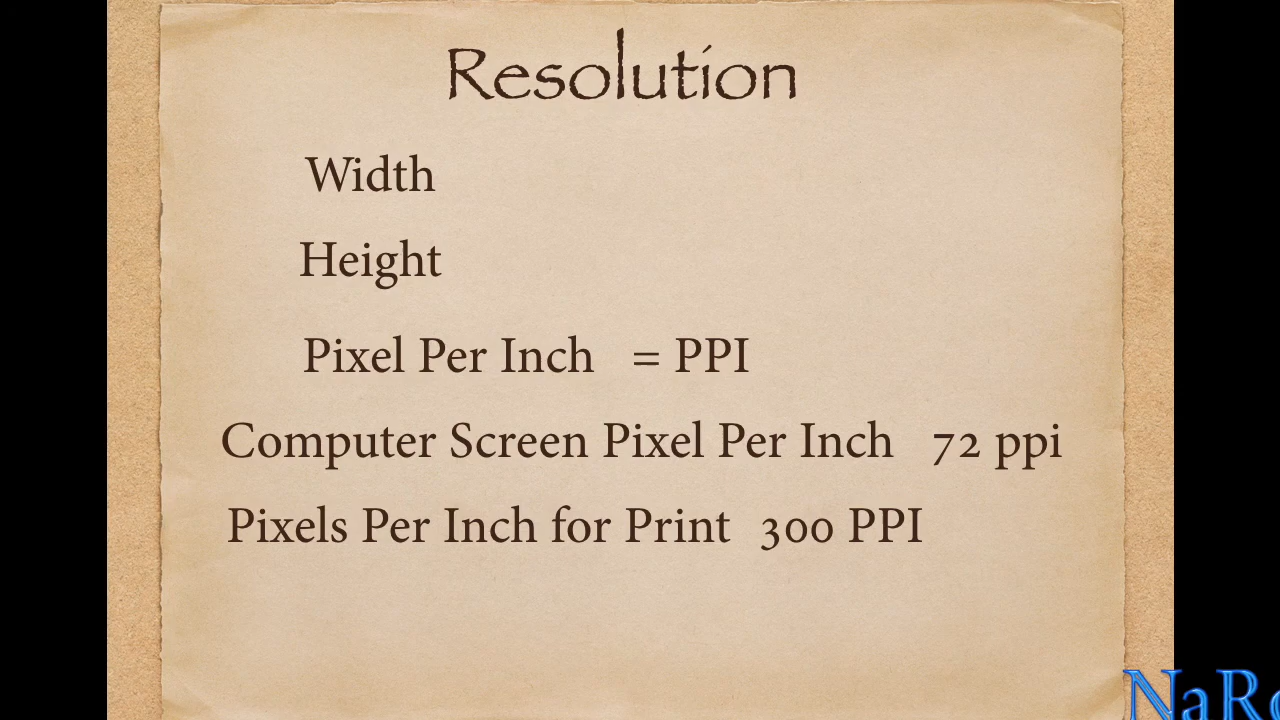 Resolution
Width
Height
Pixel Per Inch = PPI
Computer Screen Pixel Per Inch 72 ppi
Pixels Per Inch for Print 300 PPI